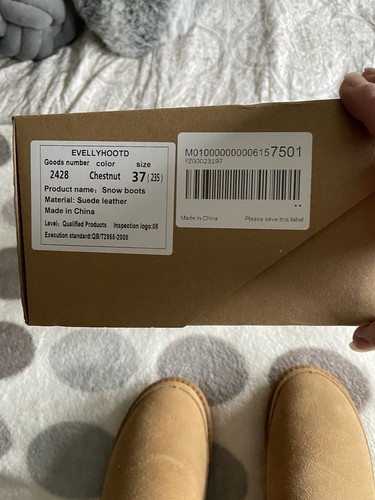 EVELLYHOOTD
Goods number color size
2428 Chestnut 37(235)
Product name: Snow boots
Material: Suede leather
Made in China
Level: Qualified Products Inspection logo:08
Execution standard:QB/T2955-2008
M01000000000061577501
FZ00023197
Made in China Please save this label